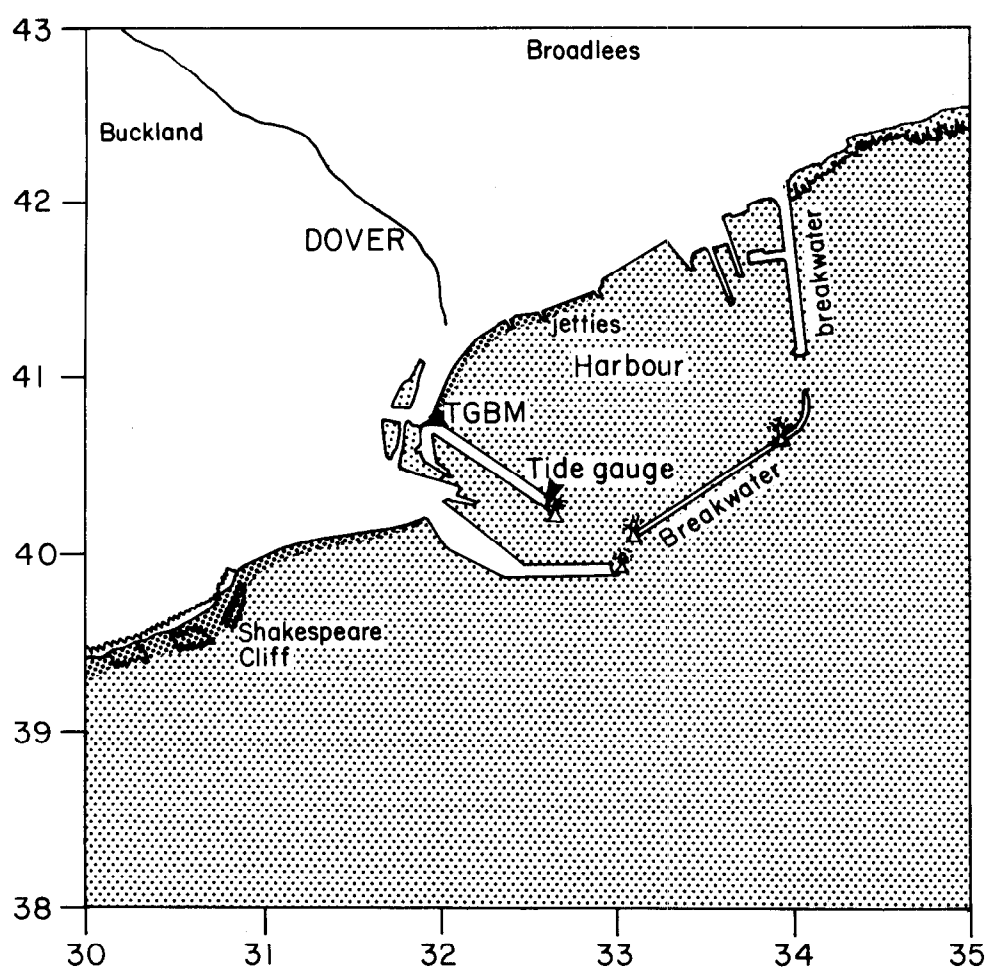 43
Broadlees
Buckland
42
DOVER
breakwater
jetties
Harbour
41
TGBM
Tide gauge
Breakwater
40
Shakespeare
Cliff
39
38
30 31 32 33 34 35